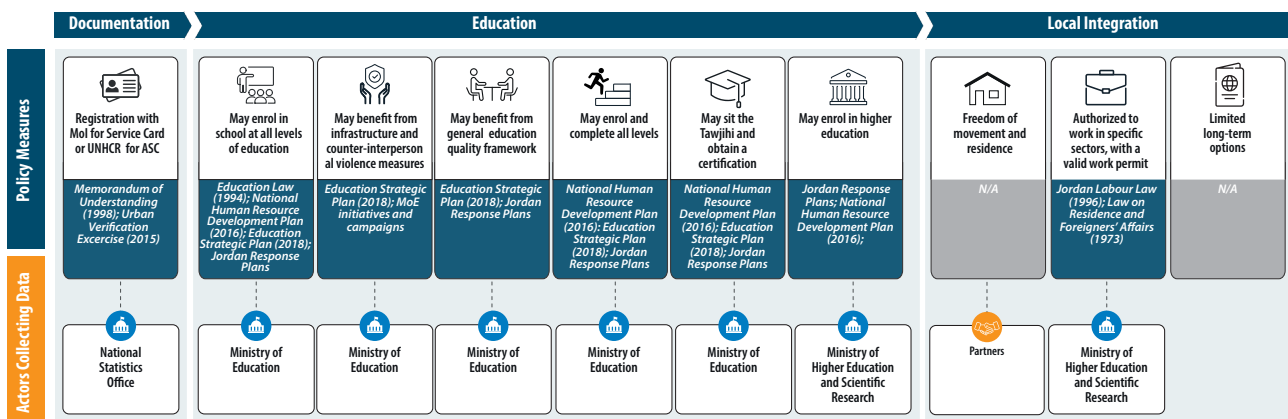 Documentation
Education
Local Integration
Policy Measures
Registration with
MoI for Service Card
or UNHCR for ASC
Memorandum of
Understanding
(1998); Urban
Verification
Excercise (2015)
May enrol in
school at all levels
of education
Education Law
(1994); National
Human Resource
Development Plan
(2016); Education
Strategic Plan (2018);
Jordan Response Plans
May benefit from
infrastructure and
counter-interperson
al violence measures
Education Strategic
Plan (2018); MoE
initiatives and
campaigns
May benefit from
general education
quality framework
Education Strategic
Plan (2018); Jordan
Response Plans
May enrol and
complete all levels
National Human
Resource
Development Plan
(2016): Education
Strategic Plan
(2018); Jordan
Response Plans
May sit the
Tawjihi and
obtain a
certification
National Human
Resource
Development Plan
(2016); Education
Strategic Plan
(2018); Jordan
Response Plans
May enrol in higher
education
Jordan Response
Plans; National
Human Resource
Development Plan
(2016);
Freedom of
movement and
residence
N/A
Authorized to
work in specific
sectors, with a
valid work permit
Jordan Labour Law
(1996); Law on
Residence and
Foreigners' Affairs
(1973)
Limited
long-term
options
N/A
Actors Collecting Data
National
Statistics
Office
Ministry of
Education
Ministry of
Education
Ministry of
Education
Ministry of
Education
Ministry of
Education
Ministry of
Higher Education
and Scientific
Research
Partners
Ministry of
Higher Education
and Scientific
Research